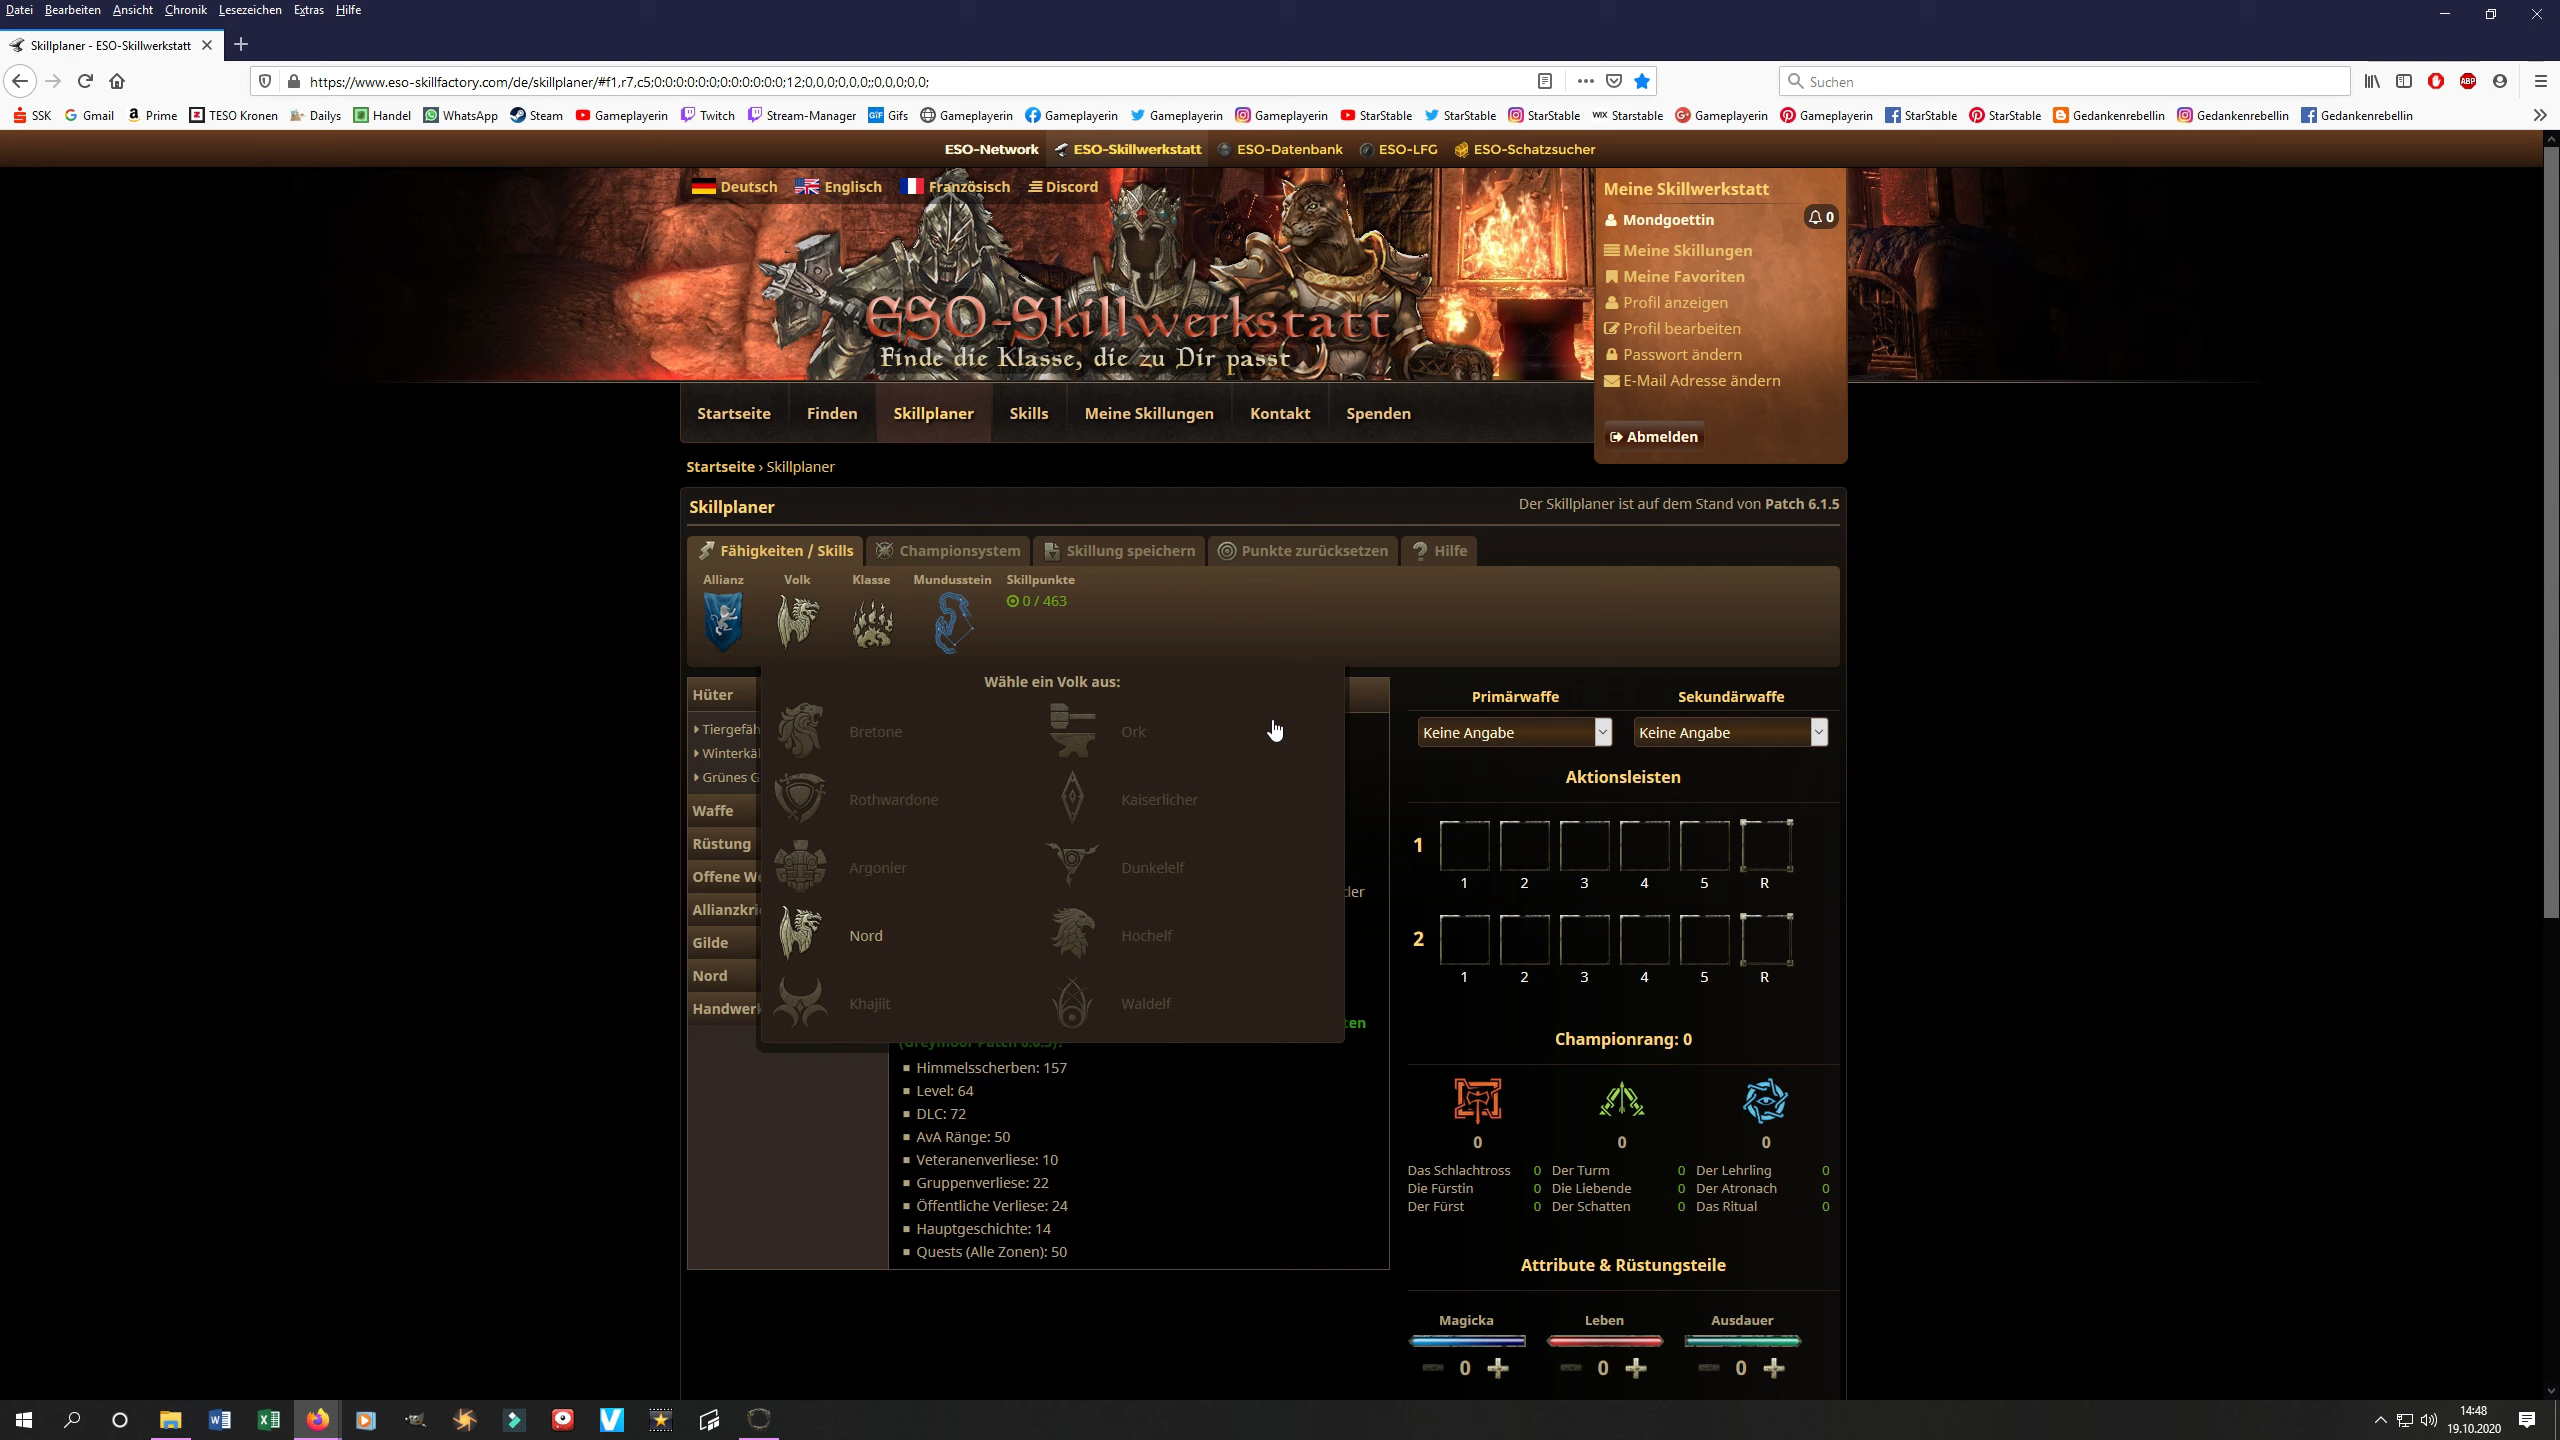 Datei Bearbeiten Ansicht Chronik Lesezeichen Extras Hilfe
Skillplaner - ESO-Skillwerkstatt
https://www.eso-skillfactory.com/de/skillplaner/#f1,r7,c5;0:0:0:0:0:0;0:0:0:0:0:0;12;0,0,0;0,0,0;;0,0,0;0,0;
Suchen
SSK Gmail Prime TESO Kronen Dailys Handel WhatsApp Steam Gameplayerin Twitch Stream-Manager Gifs Gameplayerin Gameplayerin Gameplayerin Gameplayerin StarStable StarStable StarStable Starstable Gameplayerin Gameplayerin StarStable StarStable Gedankenrebellin Gedankenrebellin Gedankenrebellin
ESO-Network ESO-Skillwerkstatt ESO-Datenbank ESO-LFG ESO-Schatzsucher
Deutsch Englisch Französisch Discord
ESO-Skillwerkstatt
Finde die Klasse, die zu Dir passt
Meine Skillwerkstatt
Mondgoettin 0
Meine Skillungen
Meine Favoriten
Profil anzeigen
Profil bearbeiten
Passwort ändern
E-Mail Adresse ändern
Abmelden
Startseite Finden Skillplaner Skills Meine Skillungen Kontakt Spenden
Startseite › Skillplaner
Skillplaner
Der Skillplaner ist auf dem Stand von Patch 6.1.5
Fähigkeiten / Skills Championsystem Skillung speichern Punkte zurücksetzen Hilfe
Allianz Volk Klasse Mundusstein Skillpunkte
0 / 463
Hüter
Tiergefäh
Winterkäl
Grünes G
Waffe
Rüstung
Offene We
Allianzkri
Gilde
Nord
Handwerk
Wähle ein Volk aus:
Bretone Ork
Rothwardone Kaiserlicher
Argonier Dunkelelf
Nord Hochelf
Khajiit Waldelf
der
ten
(Greymoor Patch 6.0.5):
Himmelsscherben: 157
Level: 64
DLC: 72
AvA Ränge: 50
Veteranenverliese: 10
Gruppenverliese: 22
Öffentliche Verliese: 24
Hauptgeschichte: 14
Quests (Alle Zonen): 50
Primärwaffe Sekundärwaffe
Keine Angabe Keine Angabe
Aktionsleisten
1
1 2 3 4 5 R
2
1 2 3 4 5 R
Championrang: 0
0 0 0
Das Schlachtross 0 Der Turm 0 Der Lehrling 0
Die Fürstin 0 Die Liebende 0 Der Atronach 0
Der Fürst 0 Der Schatten 0 Das Ritual 0
Attribute & Rüstungsteile
Magicka Leben Ausdauer
0 0 0
14:48
19.10.2020